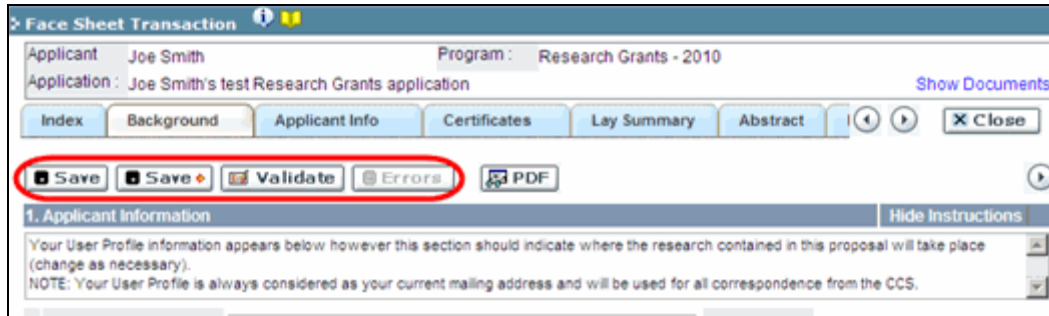 Face Sheet Transaction
Applicant Joe Smith Program : Research Grants - 2010
Application : Joe Smith's test Research Grants application Show Documents
Index Background Applicant Info Certificates Lay Summary Abstract Close
Save Save Validate Errors PDF
1. Applicant Information Hide Instructions
Your User Profile information appears below however this section should indicate where the research contained in this proposal will take place
(change as necessary).
NOTE: Your User Profile is always considered as your current mailing address and will be used for all correspondence from the CCS.